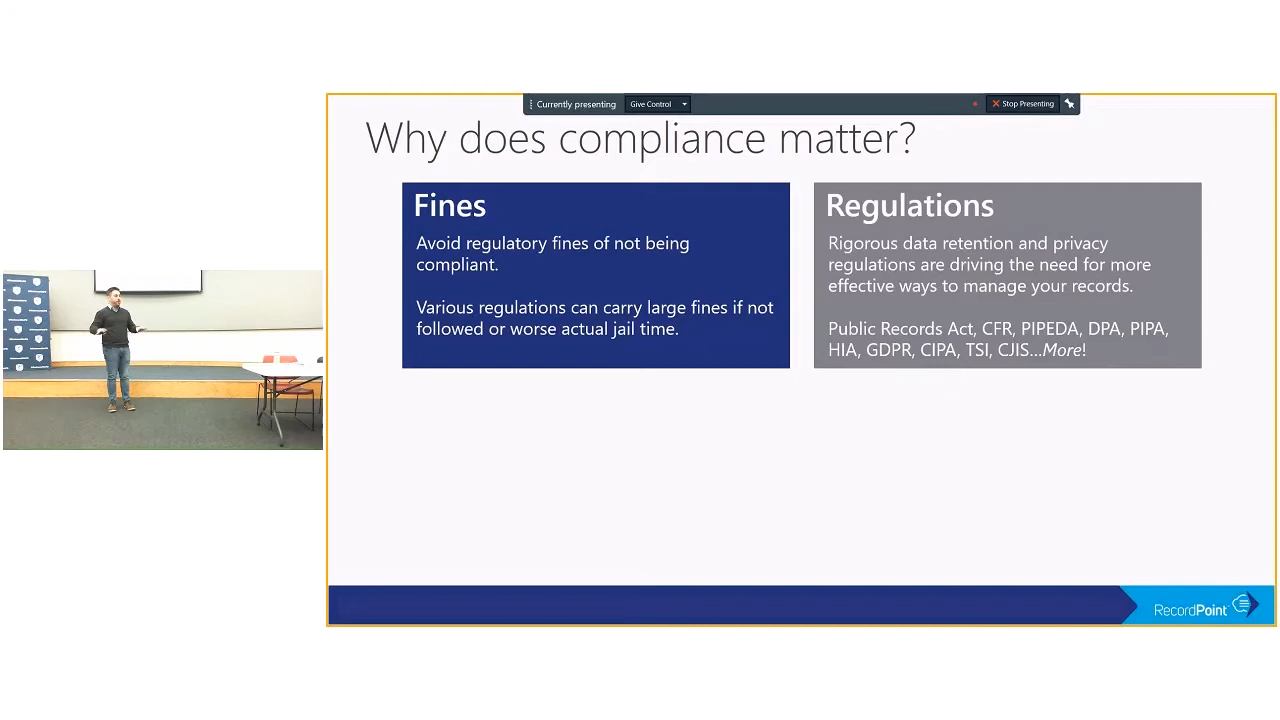 Currently presenting
Give Control
Stop Presenting
Why does compliance matter?
Fines
Avoid regulatory fines of not being
compliant.
Various regulations can carry large fines if not
followed or worse actual jail time.
Regulations
Rigorous data retention and privacy
regulations are driving the need for more
effective ways to manage your records.
Public Records Act, CFR, PIPEDA, DPA, PIPA,
HIA, GDPR, CIPA, TSI, CJIS...More!
RecordPoint